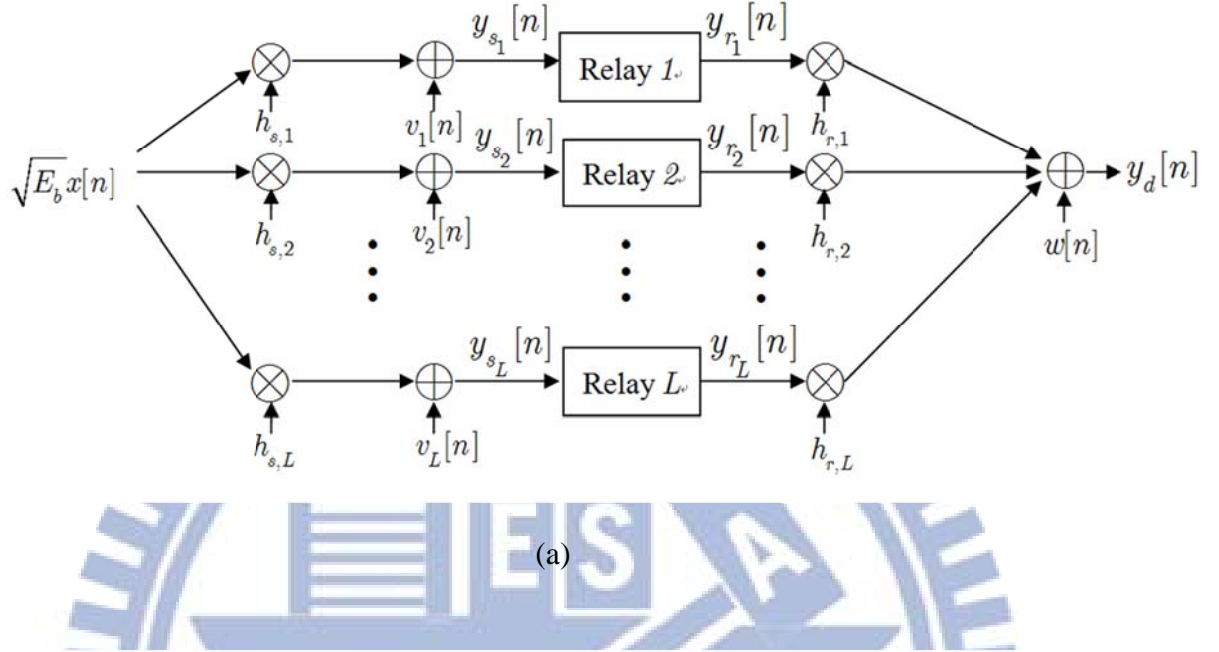 y_{s_1}[n] y_{r_1}[n]
Relay 1
h_{s,1} v_1[n] h_{r,1}
y_{s_2}[n] y_{r_2}[n]
√E_b x[n] Relay 2 y_d[n]
h_{s,2} v_2[n] h_{r,2} w[n]
y_{s_L}[n] y_{r_L}[n]
Relay L
h_{s,L} v_L[n] h_{r,L}
(a)
ESA